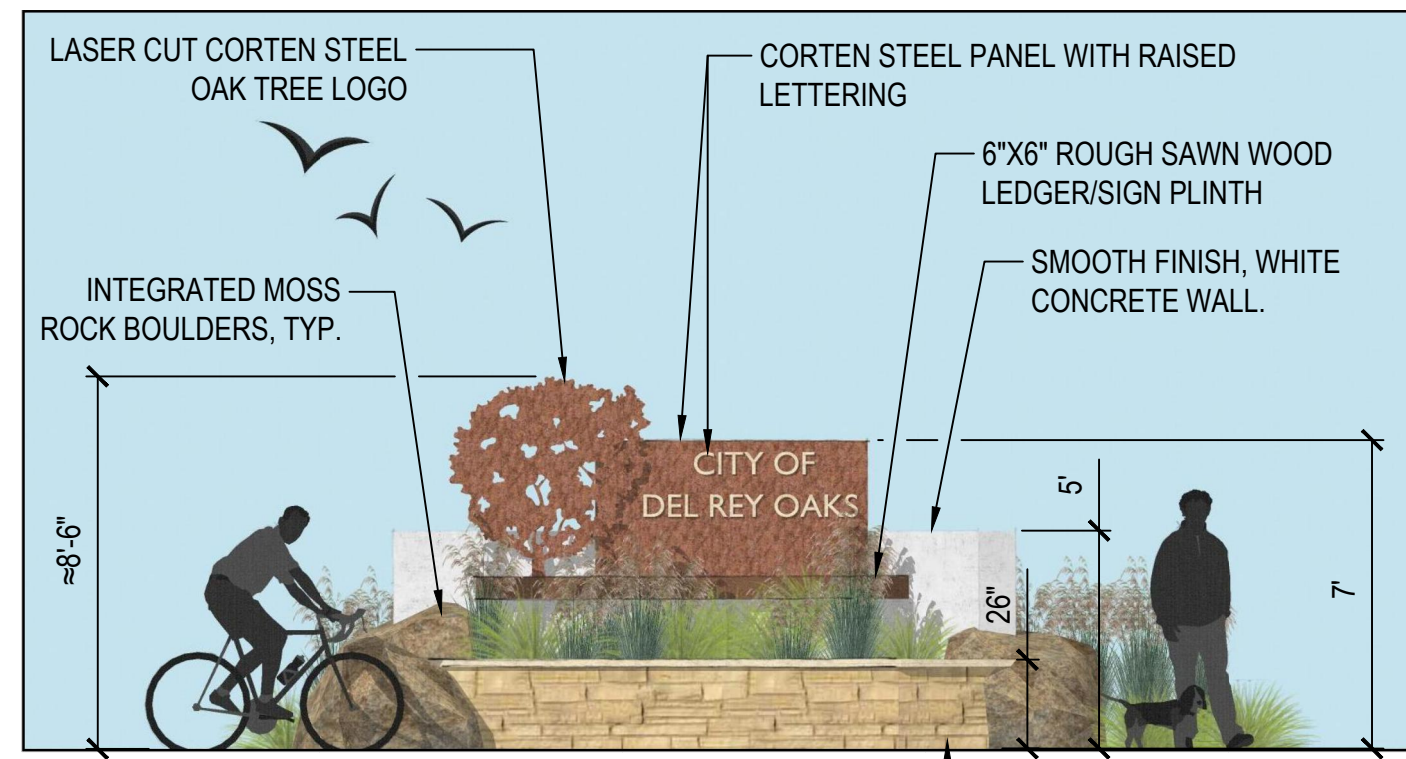 LASER CUT CORTEN STEEL
OAK TREE LOGO
CORTEN STEEL PANEL WITH RAISED
LETTERING
6"X6" ROUGH SAWN WOOD
LEDGER/SIGN PLINTH
SMOOTH FINISH, WHITE
CONCRETE WALL.
INTEGRATED MOSS
ROCK BOULDERS, TYP.
CITY OF
DEL REY OAKS
≈8'-6"
26"
5'
7'